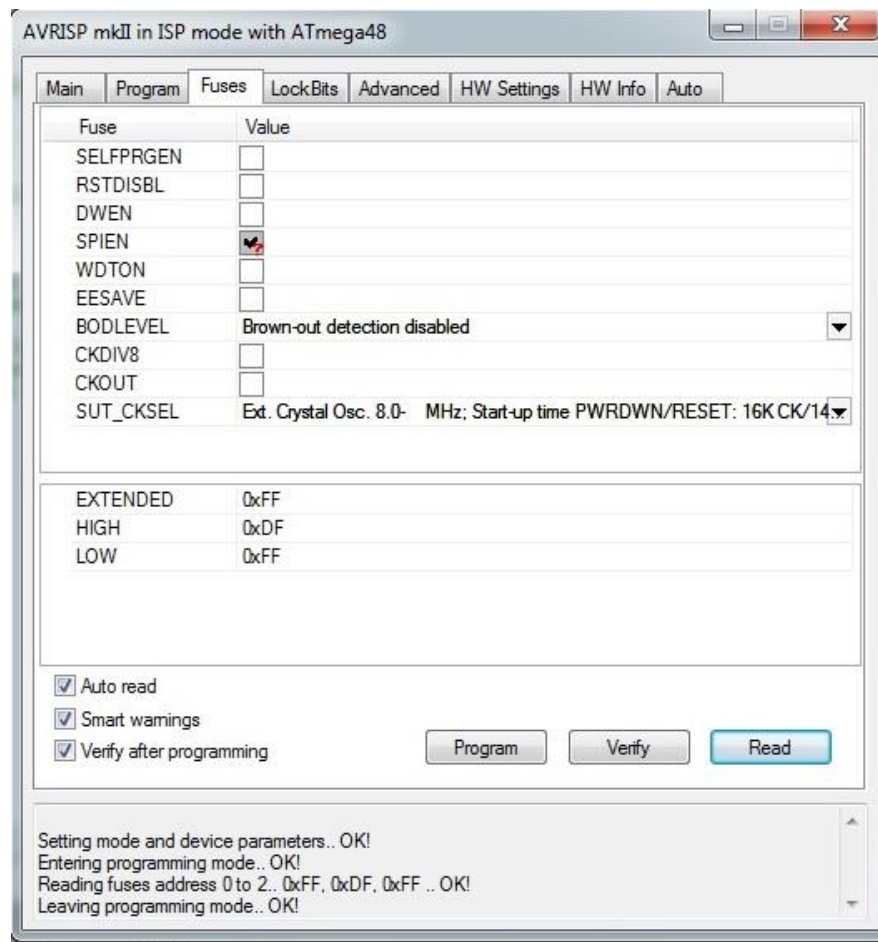 AVRISP mkII in ISP mode with ATmega48
Main Program Fuses LockBits Advanced HW Settings HW Info Auto
Fuse Value
SELFPRGEN
RSTDISBL
DWEN
SPIEN
WDTON
EESAVE
BODLEVEL Brown-out detection disabled
CKDIV8
CKOUT
SUT_CKSEL Ext. Crystal Osc. 8.0- MHz; Start-up time PWRDWN/RESET: 16K CK/14...
EXTENDED 0xFF
HIGH 0xDF
LOW 0xFF
Auto read
Smart warnings
Verify after programming
Program Verify Read
Setting mode and device parameters.. OK!
Entering programming mode.. OK!
Reading fuses address 0 to 2.. 0xFF, 0xDF, 0xFF .. OK!
Leaving programming mode.. OK!